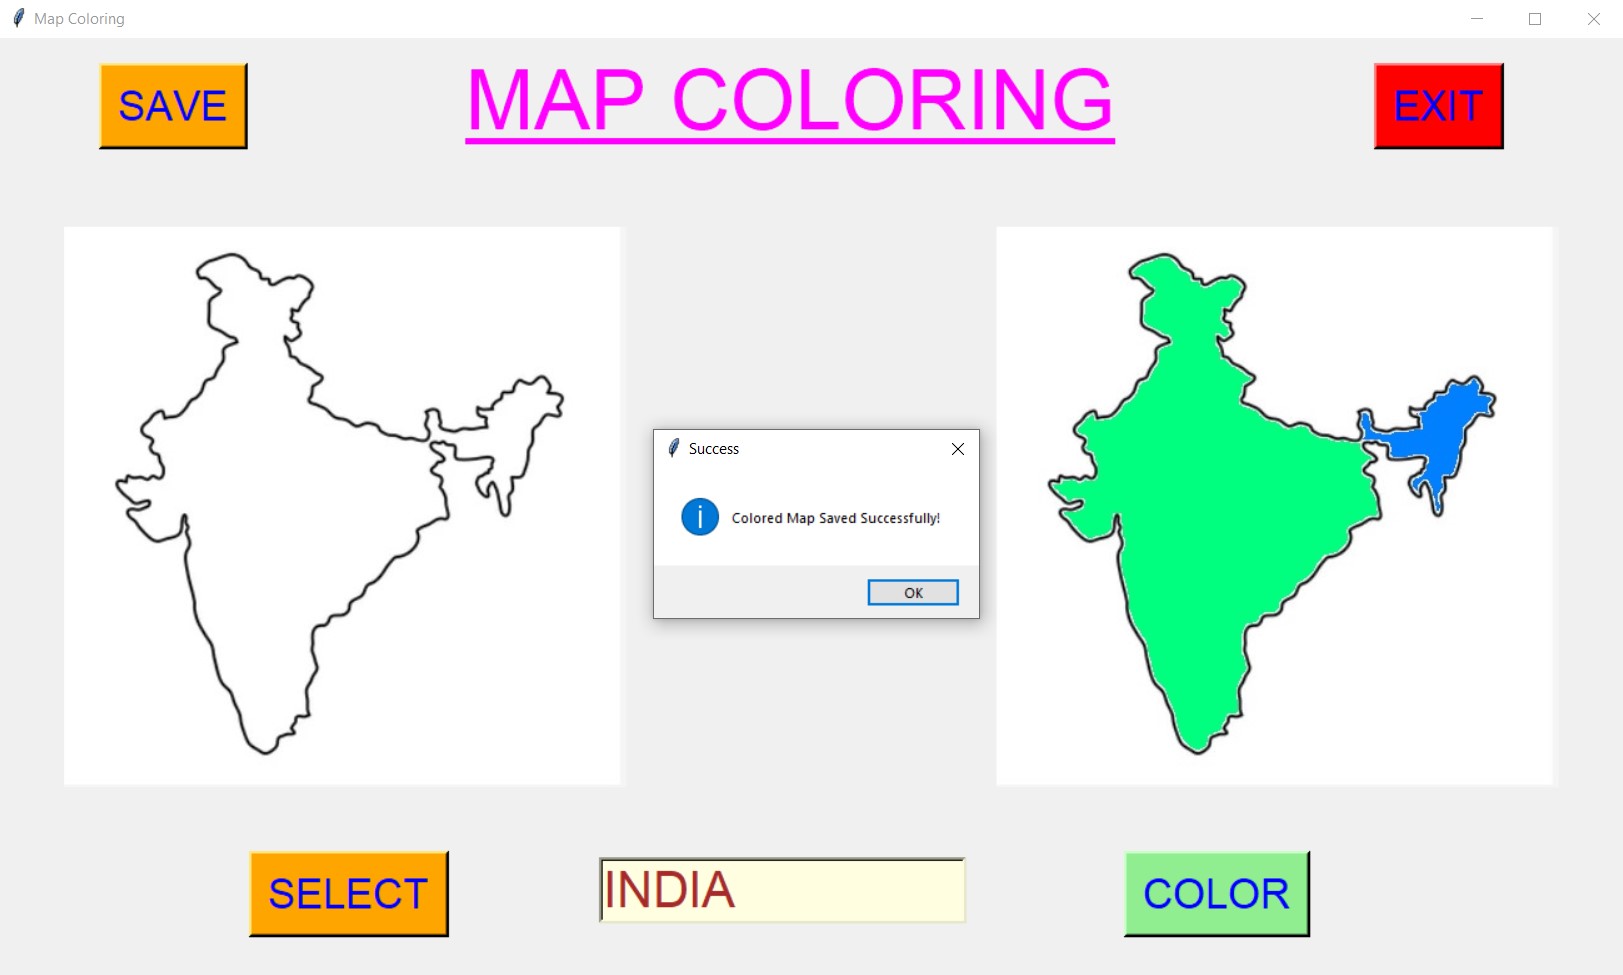 Map Coloring
SAVE
MAP COLORING
EXIT
Success
i
Colored Map Saved Successfully!
OK
SELECT
INDIA
COLOR